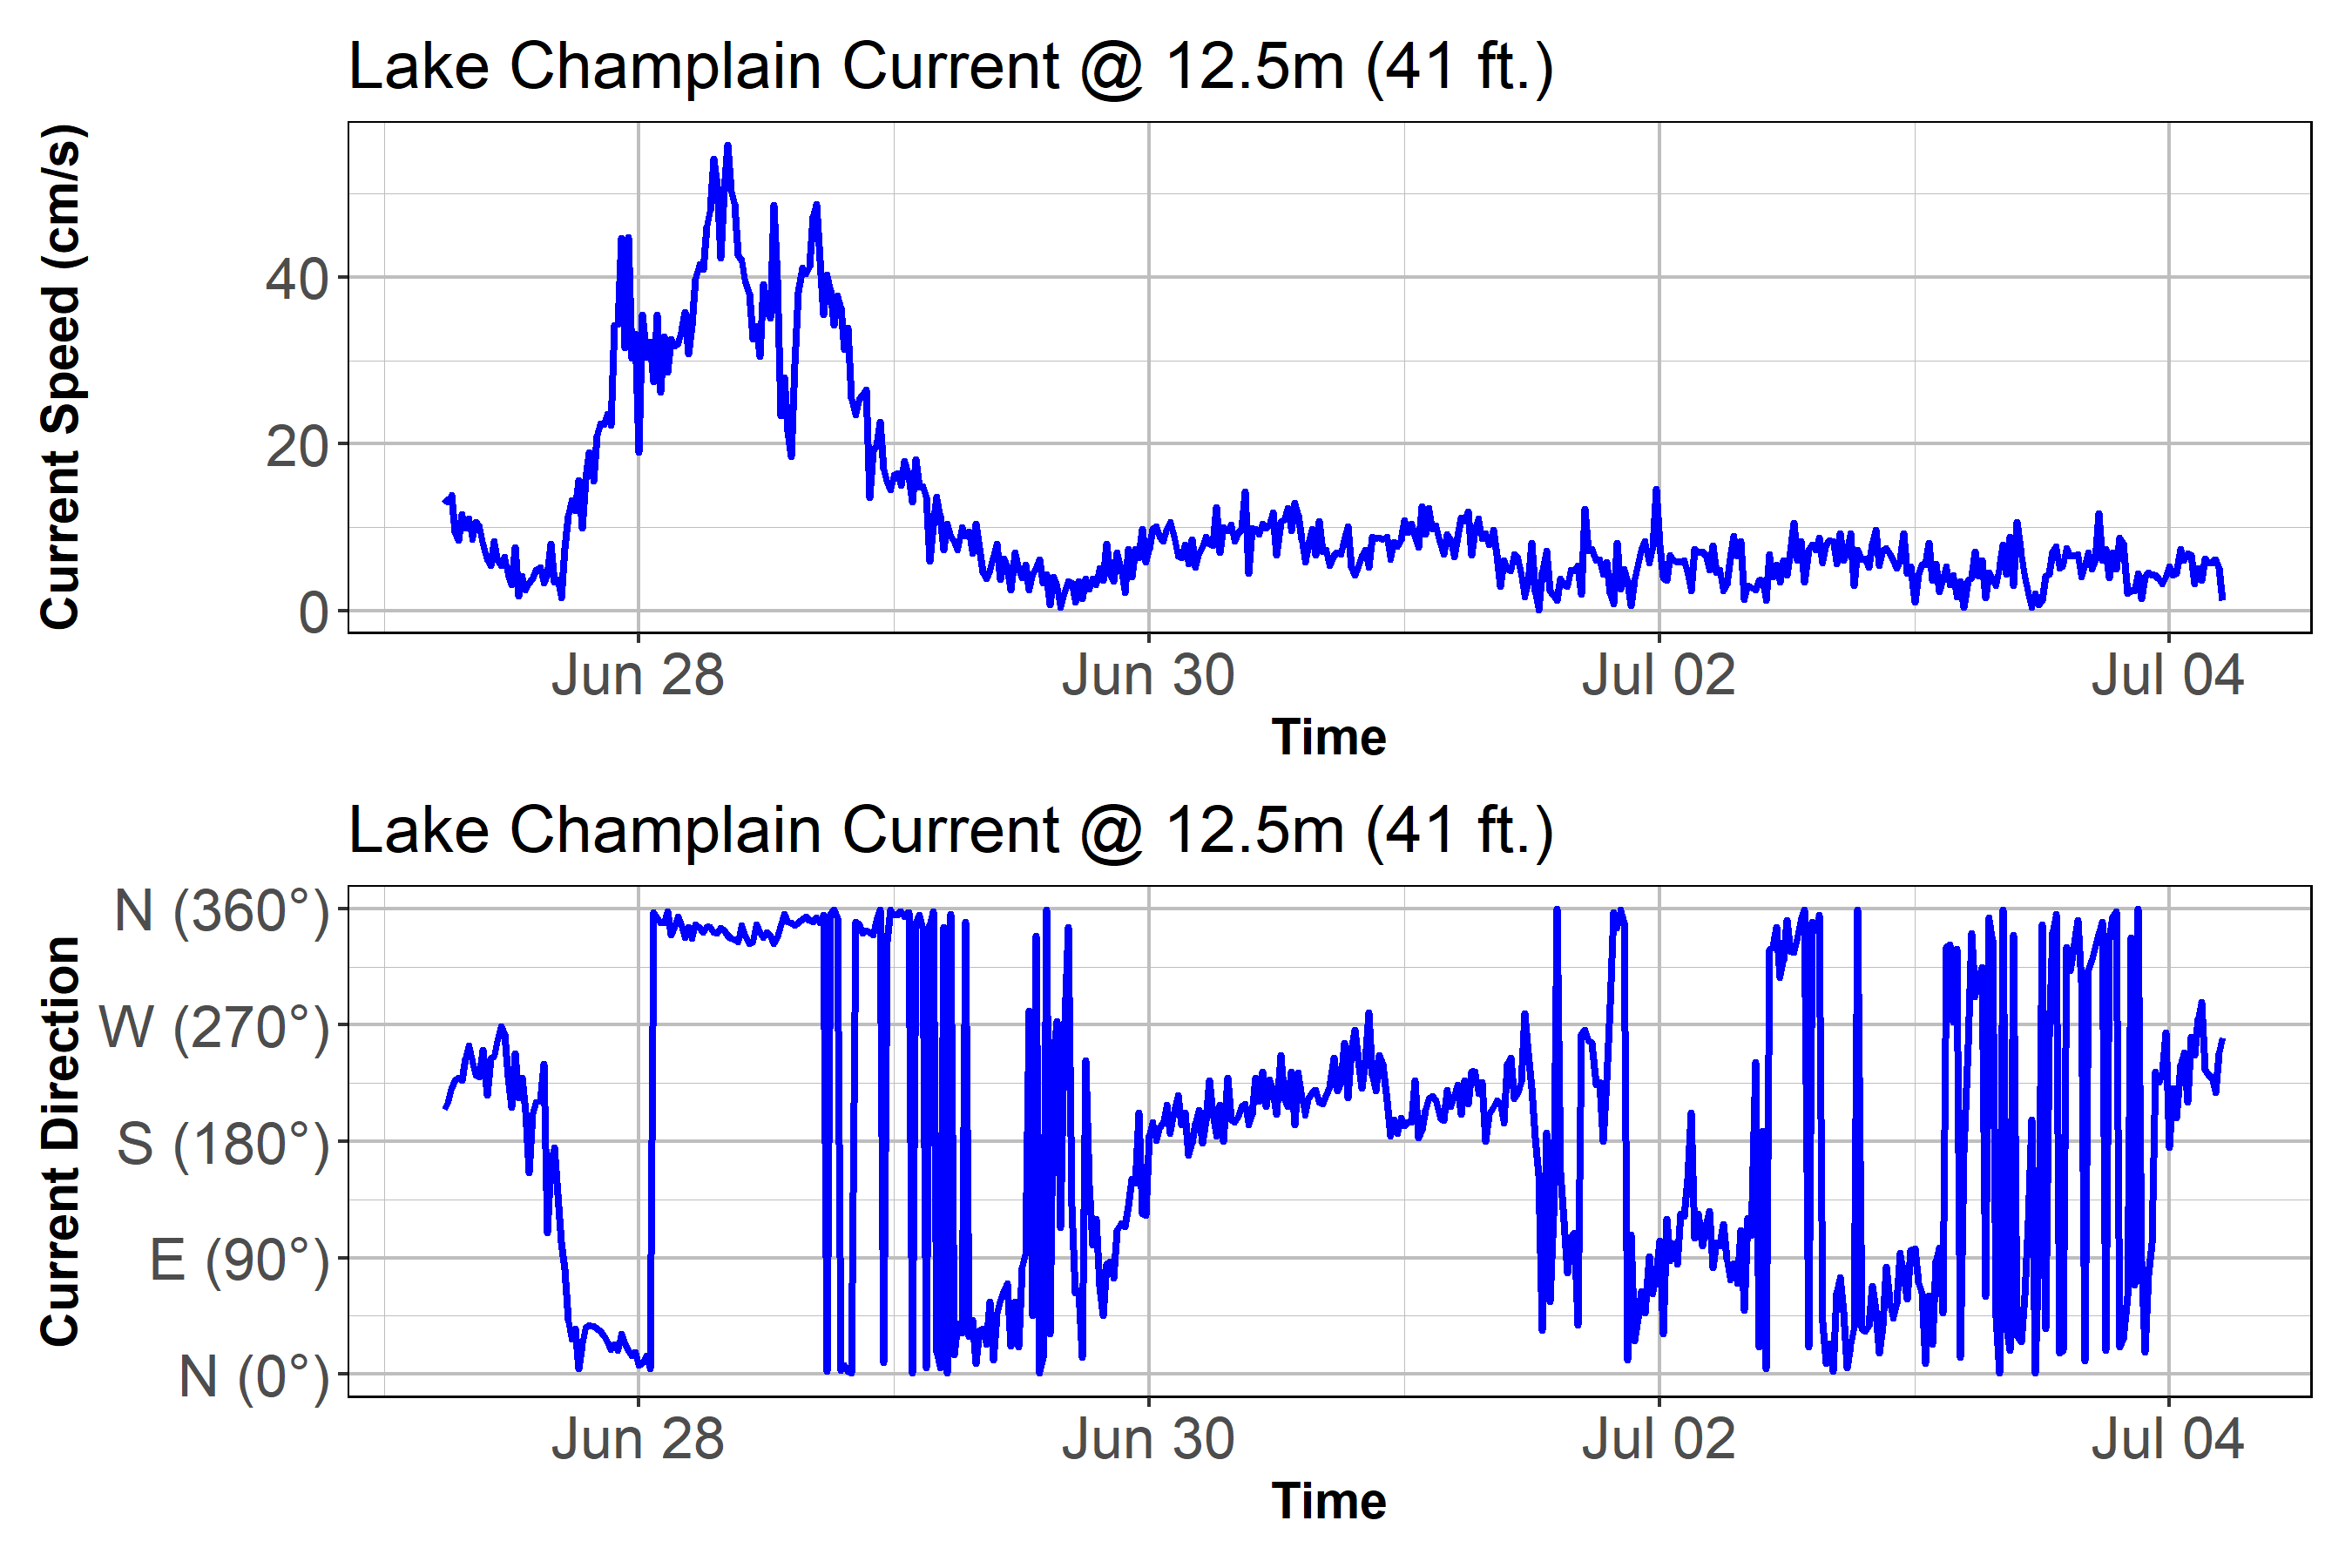 Lake Champlain Current @ 12.5m (41 ft.)
Current Speed (cm/s)
40
20
0
Jun 28 Jun 30 Jul 02 Jul 04
Time
Lake Champlain Current @ 12.5m (41 ft.)
Current Direction
N (360°)
W (270°)
S (180°)
E (90°)
N (0°)
Jun 28 Jun 30 Jul 02 Jul 04
Time